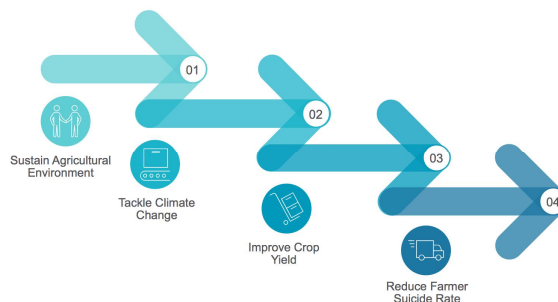 01
Sustain Agricultural
Environment
02
Tackle Climate
Change
03
Improve Crop
Yield
04
Reduce Farmer
Suicide Rate